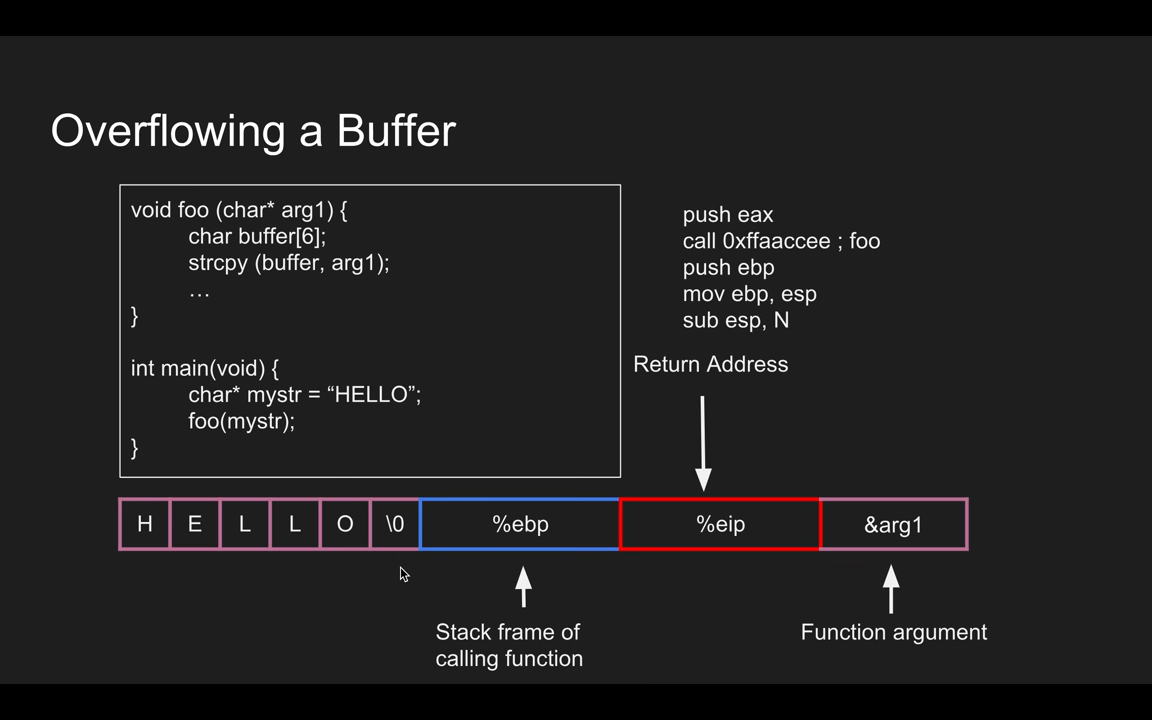 Overflowing a Buffer
void foo (char* arg1) {
char buffer[6];
strcpy (buffer, arg1);
…
}
int main(void) {
char* mystr = “HELLO”;
foo(mystr);
}
push eax
call 0xffaaccee ; foo
push ebp
mov ebp, esp
sub esp, N
Return Address
H E L L O \0 %ebp %eip &arg1
Stack frame of
calling function
Function argument